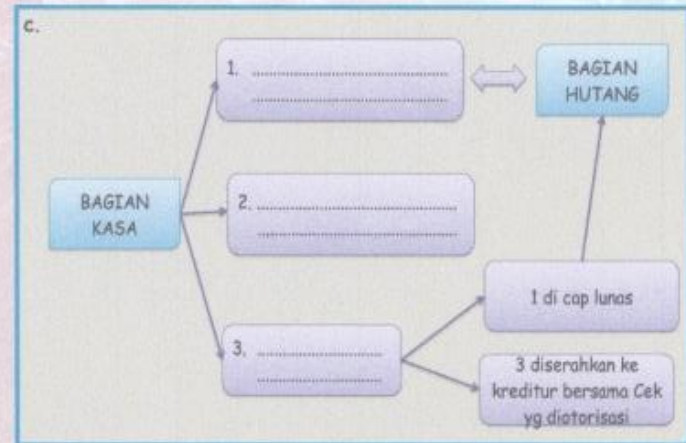 c.
1. ........................................
........................................
BAGIAN
HUTANG
BAGIAN
KASA
2. ........................................
........................................
1 di cap lunas
3. ........................................
........................................
3 diserahkan ke
kreditur bersama Cek
yg diotorisasi